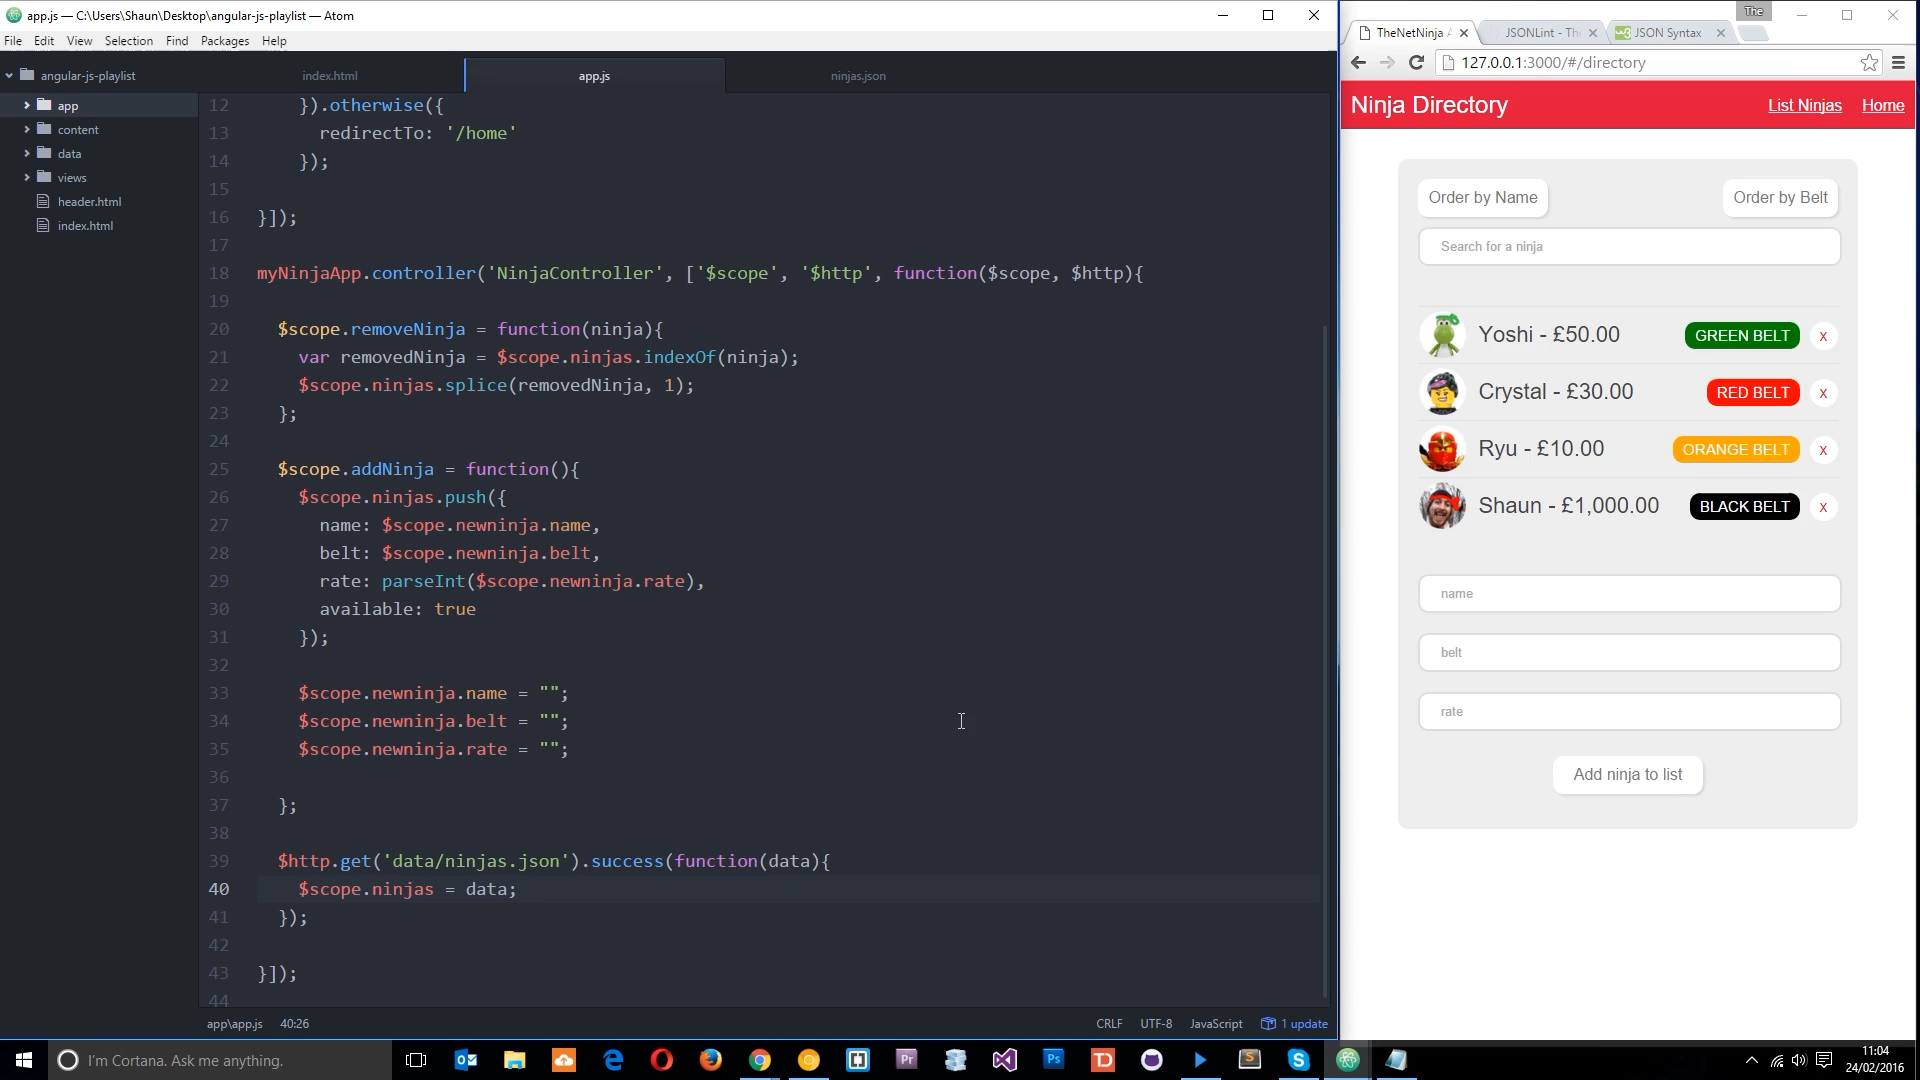 app.js — C:\Users\Shaun\Desktop\angular-js-playlist — Atom
File Edit View Selection Find Packages Help
angular-js-playlist
app
content
data
views
header.html
index.html
index.html app.js ninjas.json
12 }).otherwise({
13 redirectTo: '/home'
14 });
15
16 }]);
17
18 myNinjaApp.controller('NinjaController', ['$scope', '$http', function($scope, $http){
19
20 $scope.removeNinja = function(ninja){
21 var removedNinja = $scope.ninjas.indexOf(ninja);
22 $scope.ninjas.splice(removedNinja, 1);
23 };
24
25 $scope.addNinja = function(){
26 $scope.ninjas.push({
27 name: $scope.newninja.name,
28 belt: $scope.newninja.belt,
29 rate: parseInt($scope.newninja.rate),
30 available: true
31 });
32
33 $scope.newninja.name = "";
34 $scope.newninja.belt = "";
35 $scope.newninja.rate = "";
36
37 };
38
39 $http.get('data/ninjas.json').success(function(data){
40 $scope.ninjas = data;
41 });
42
43 }]);
44
app\app.js 40:26 CRLF UTF-8 JavaScript 1 update
The
TheNetNinja JSONLint - Th JSON Syntax
127.0.0.1:3000/#/directory
Ninja Directory List Ninjas Home
Order by Name Order by Belt
Search for a ninja
Yoshi - £50.00 GREEN BELT x
Crystal - £30.00 RED BELT x
Ryu - £10.00 ORANGE BELT x
Shaun - £1,000.00 BLACK BELT x
name
belt
rate
Add ninja to list
I'm Cortana. Ask me anything.
Pr Ps TD
11:04
24/02/2016